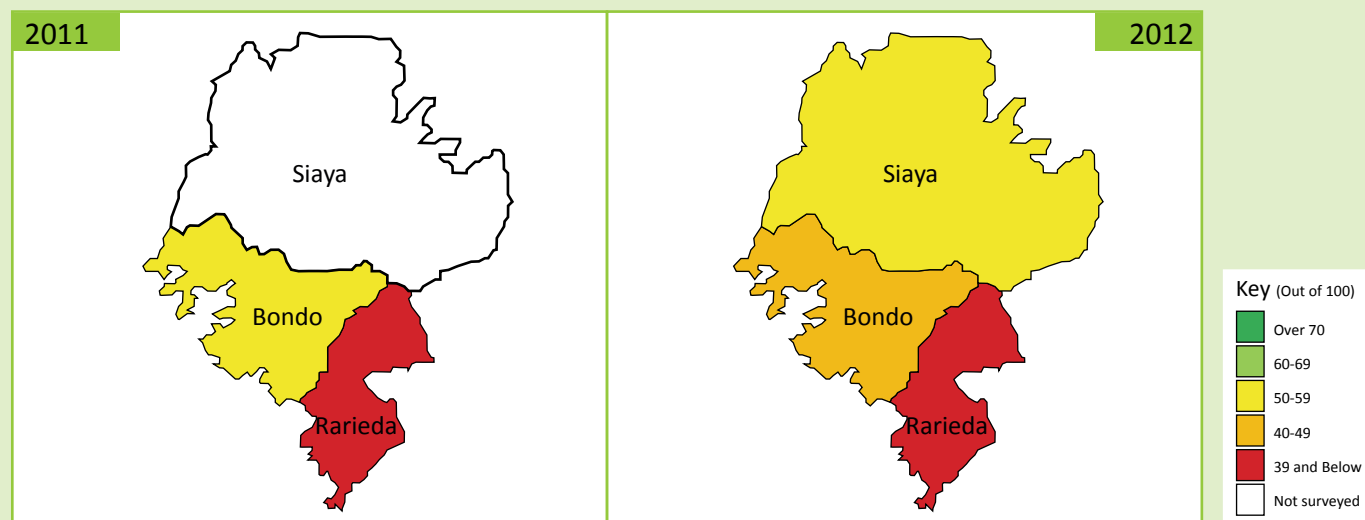 2011
Siaya
Bondo
Rarieda
2012
Siaya
Bondo
Rarieda
Key (Out of 100)
Over 70
60-69
50-59
40-49
39 and Below
Not surveyed